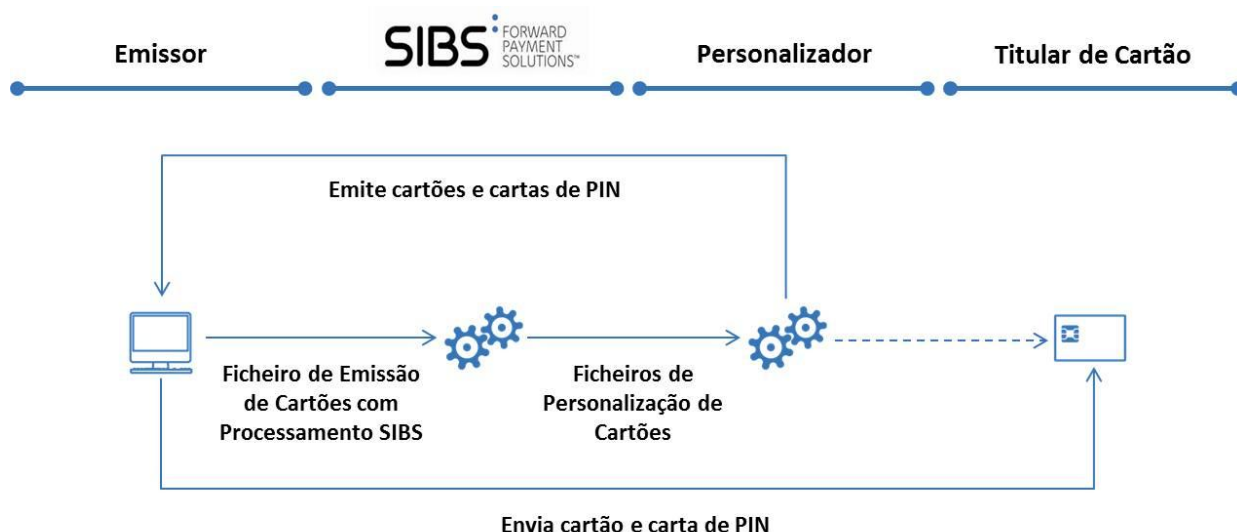 Emissor
SIBS
FORWARD
PAYMENT
SOLUTIONS™
Personalizador
Titular de Cartão
Emite cartões e cartas de PIN
Ficheiro de Emissão
de Cartões com
Processamento SIBS
Ficheiros de
Personalização de
Cartões
Envia cartão e carta de PIN